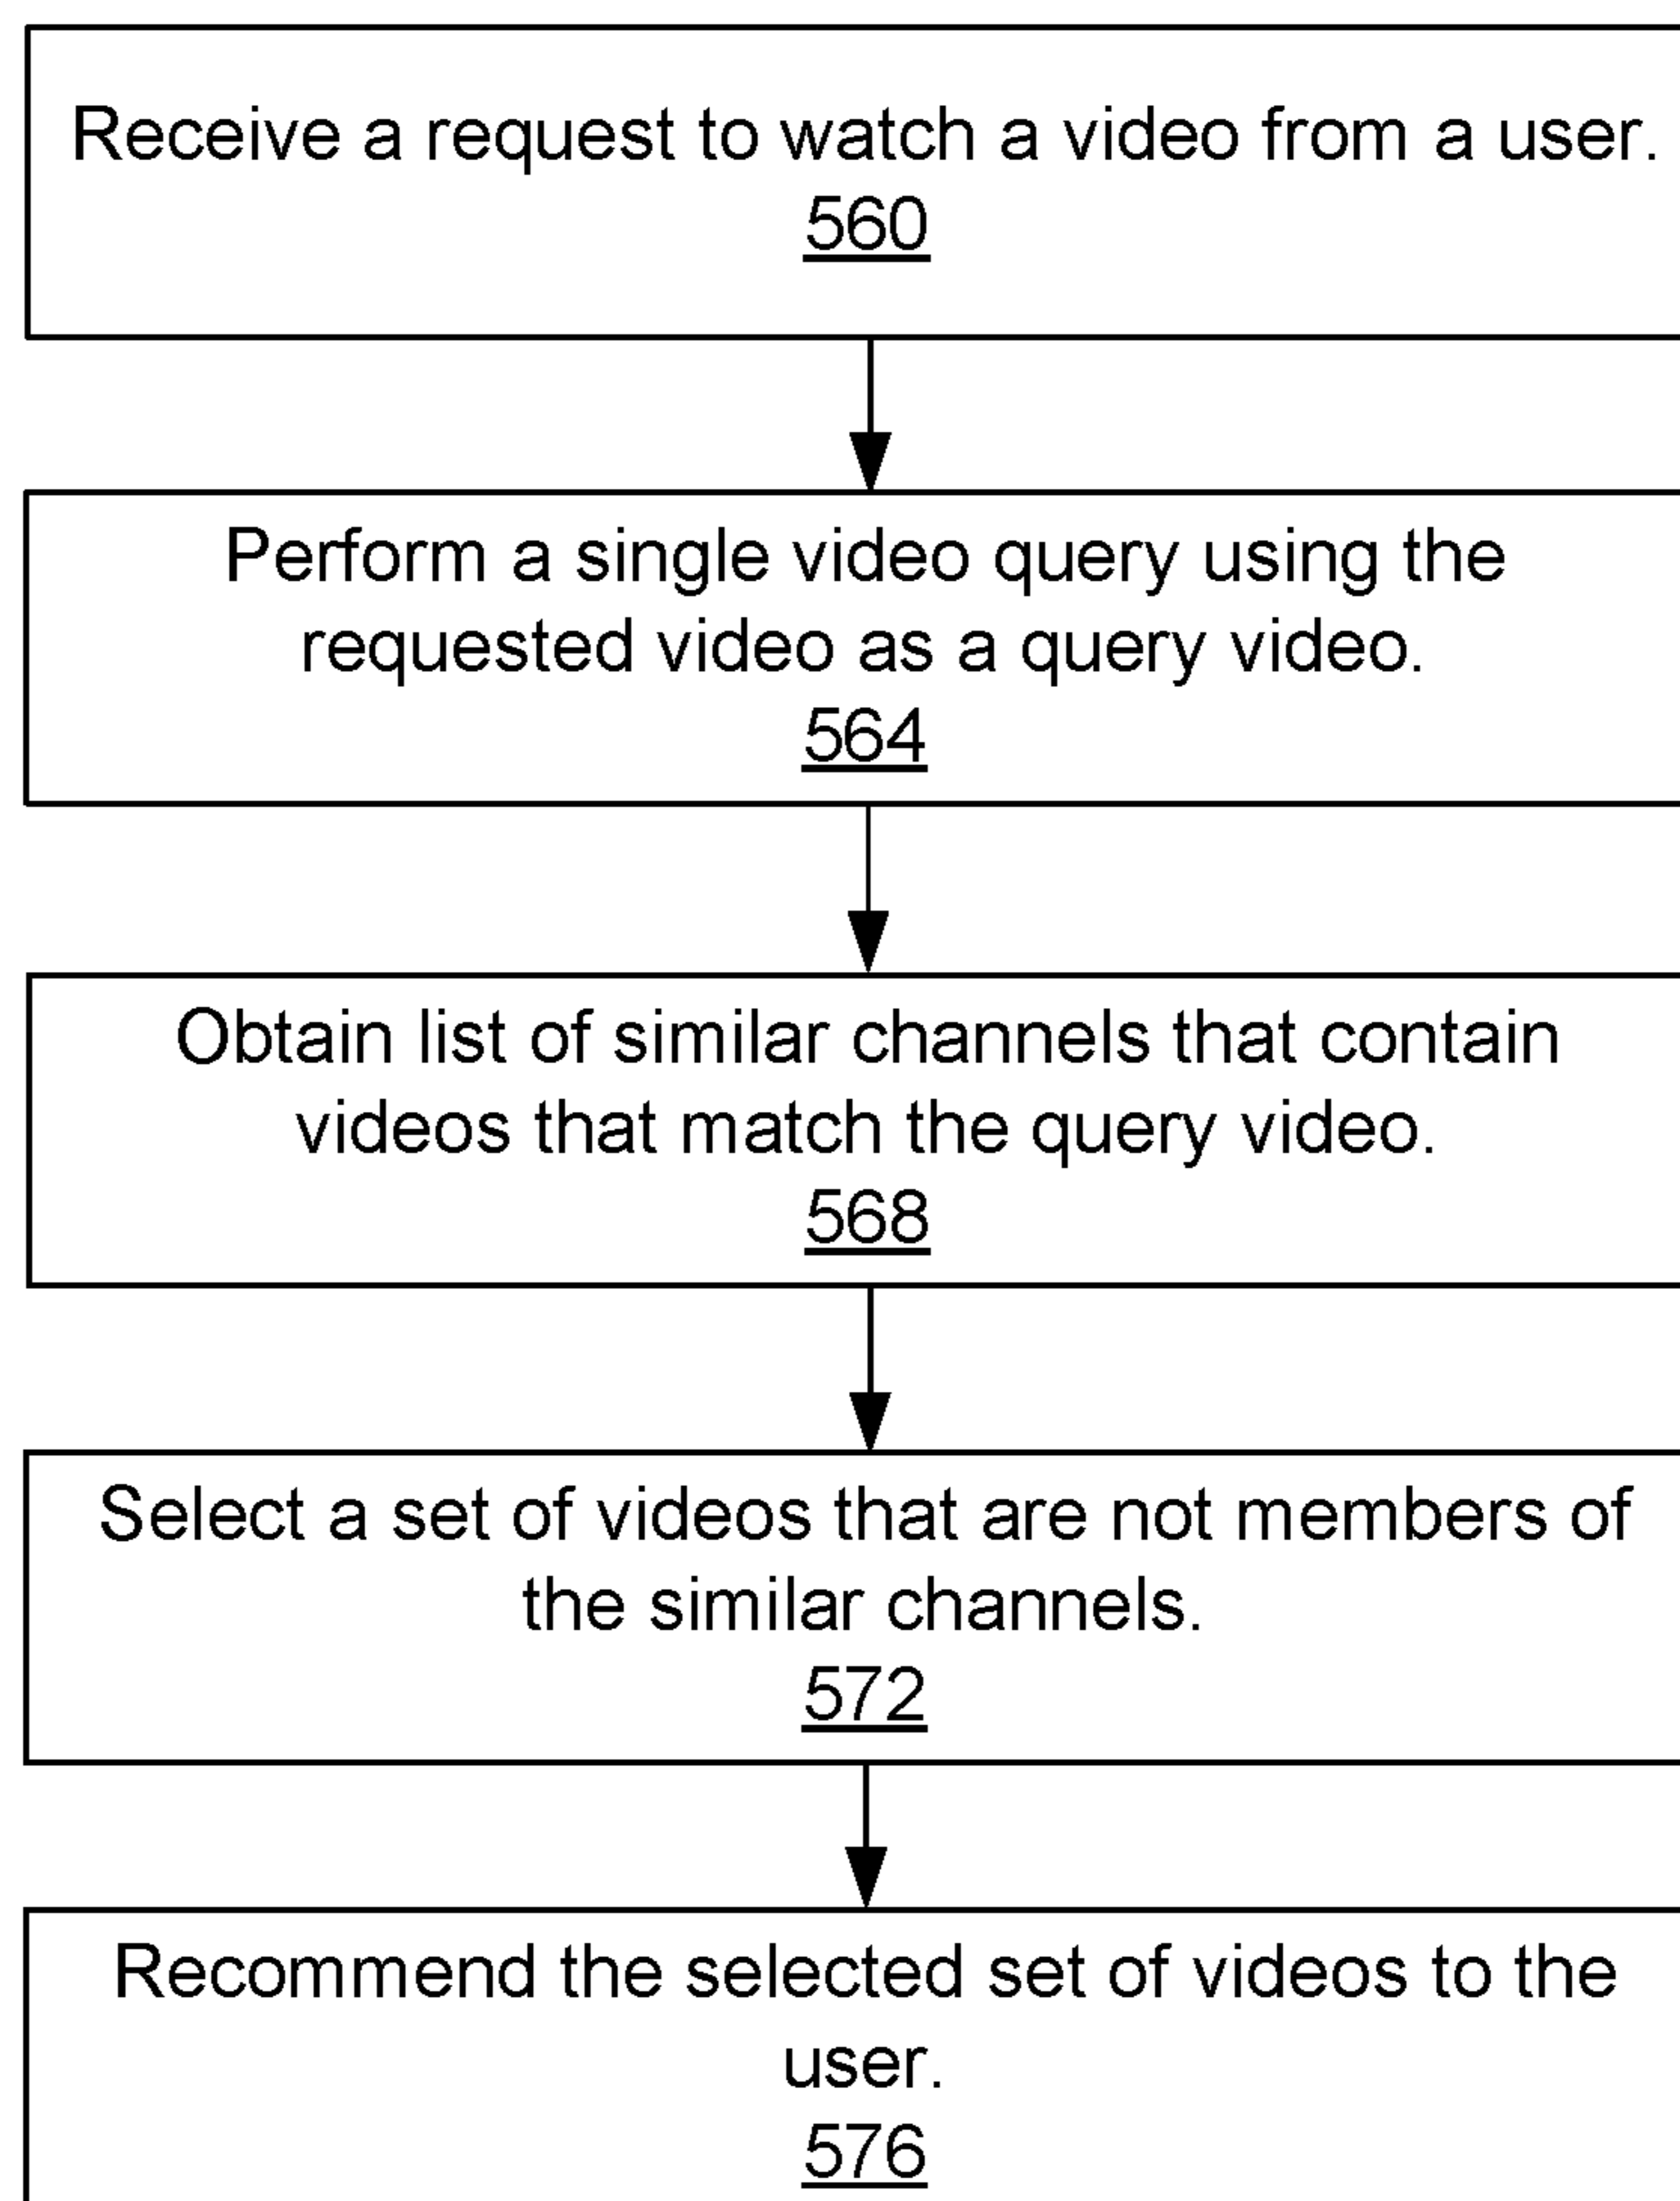 Receive a request to watch a video from a user.
560
Perform a single video query using the
requested video as a query video.
564
Obtain list of similar channels that contain
videos that match the query video.
568
Select a set of videos that are not members of
the similar channels.
572
Recommend the selected set of videos to the
user.
576